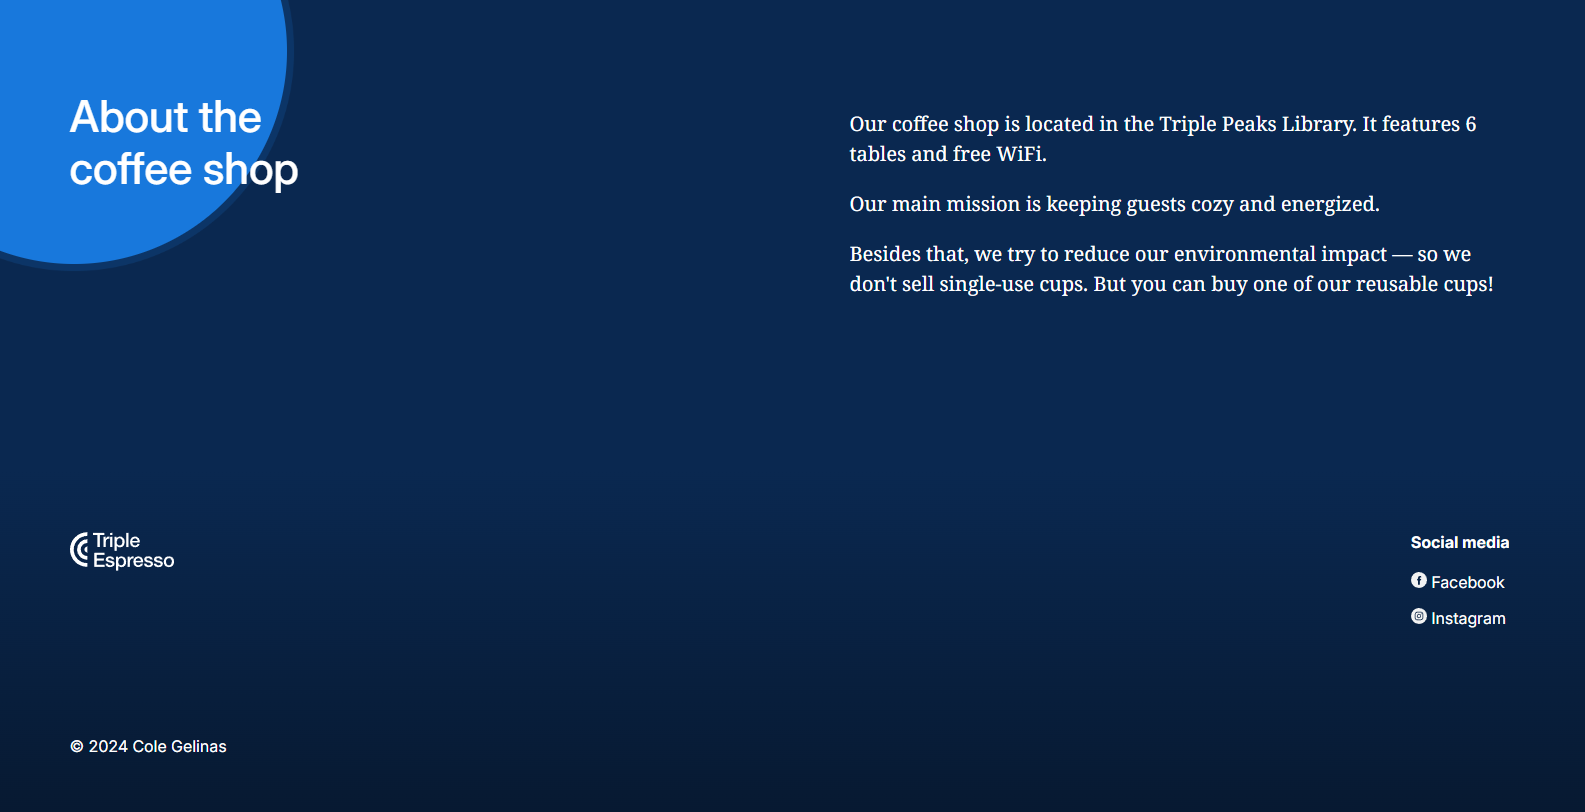 About the
coffee shop
Our coffee shop is located in the Triple Peaks Library. It features 6
tables and free WiFi.
Our main mission is keeping guests cozy and energized.
Besides that, we try to reduce our environmental impact — so we
don't sell single-use cups. But you can buy one of our reusable cups!
Triple
Espresso
Social media
Facebook
Instagram
© 2024 Cole Gelinas